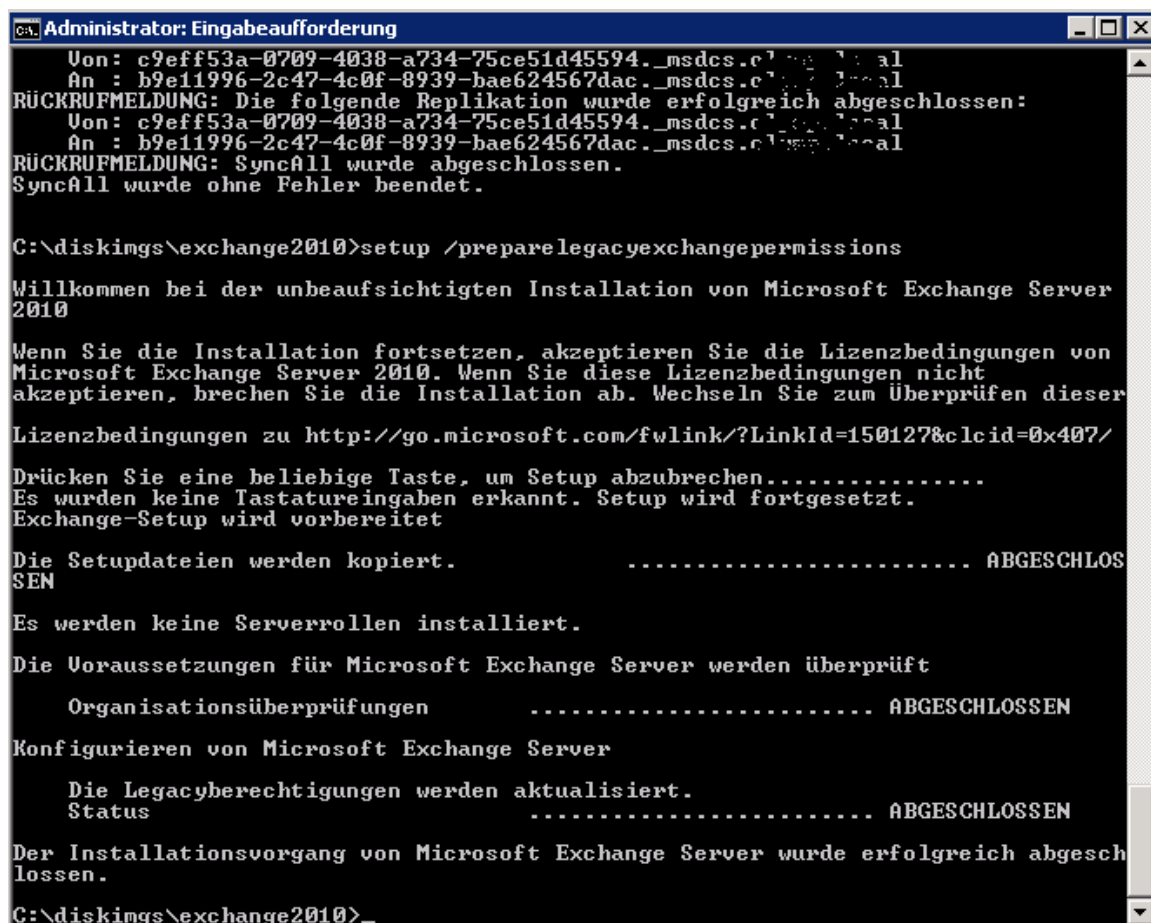 Administrator: Eingabeaufforderung
Von: c9eff53a-0709-4038-a734-75ce51d45594._msdcs.
An : b9e11996-2c47-4c0f-8939-bae624567dac._msdcs.
RÜCKRUFMELDUNG: Die folgende Replikation wurde erfolgreich abgeschlossen:
Von: c9eff53a-0709-4038-a734-75ce51d45594._msdcs.
An : b9e11996-2c47-4c0f-8939-bae624567dac._msdcs.
RÜCKRUFMELDUNG: SyncAll wurde abgeschlossen.
SyncAll wurde ohne Fehler beendet.
C:\diskimgs\exchange2010>setup /preparelegacyexchangepermissions
Willkommen bei der unbeaufsichtigten Installation von Microsoft Exchange Server
2010
Wenn Sie die Installation fortsetzen, akzeptieren Sie die Lizenzbedingungen von
Microsoft Exchange Server 2010. Wenn Sie diese Lizenzbedingungen nicht
akzeptieren, brechen Sie die Installation ab. Wechseln Sie zum Überprüfen dieser
Lizenzbedingungen zu http://go.microsoft.com/fwlink/?LinkId=150127&clcid=0x407/
Drücken Sie eine beliebige Taste, um Setup abzubrechen................
Es wurden keine Tastatureingaben erkannt. Setup wird fortgesetzt.
Exchange-Setup wird vorbereitet
Die Setupdateien werden kopiert. ......................... ABGESCHLOS
SEN
Es werden keine Serverrollen installiert.
Die Voraussetzungen für Microsoft Exchange Server werden überprüft
Organisationsüberprüfungen ......................... ABGESCHLOSSEN
Konfigurieren von Microsoft Exchange Server
Die Legacyberechtigungen werden aktualisiert.
Status ......................... ABGESCHLOSSEN
Der Installationsvorgang von Microsoft Exchange Server wurde erfolgreich abgesch
lossen.
C:\diskimgs\exchange2010>_